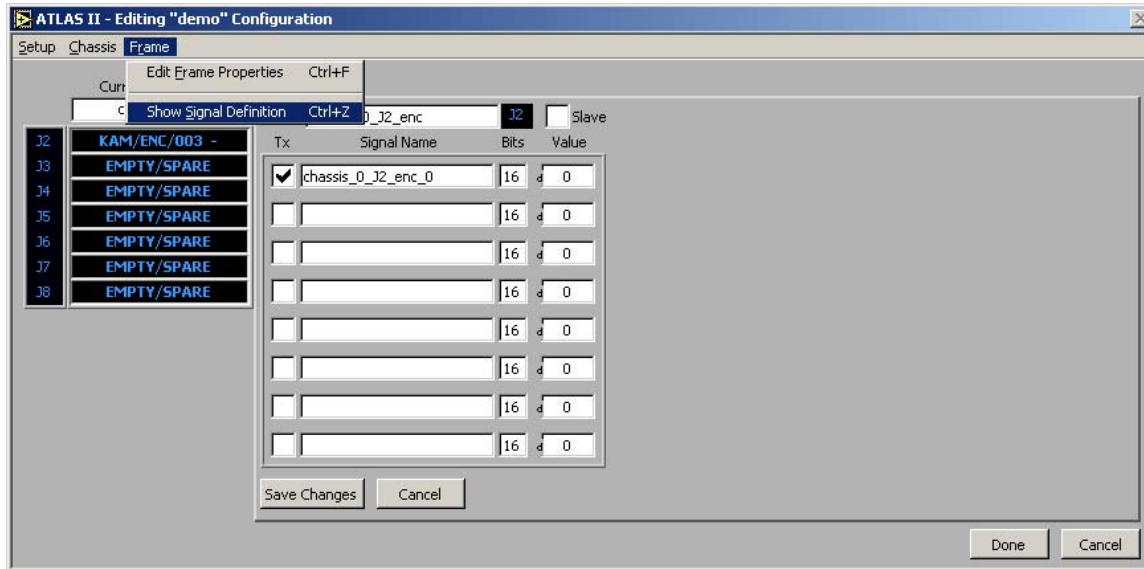 ATLAS II - Editing "demo" Configuration
Setup Chassis Frame
Edit Frame Properties Ctrl+F
Show Signal Definition Ctrl+Z
Curr
0_J2_enc J2 Slave
Tx Signal Name Bits Value
J2 KAM/ENC/003 -
J3 EMPTY/SPARE
J4 EMPTY/SPARE
J5 EMPTY/SPARE
J6 EMPTY/SPARE
J7 EMPTY/SPARE
J8 EMPTY/SPARE
chassis_0_J2_enc_0 16 d 0
16 d 0
16 d 0
16 d 0
16 d 0
16 d 0
16 d 0
16 d 0
Save Changes Cancel
Done Cancel